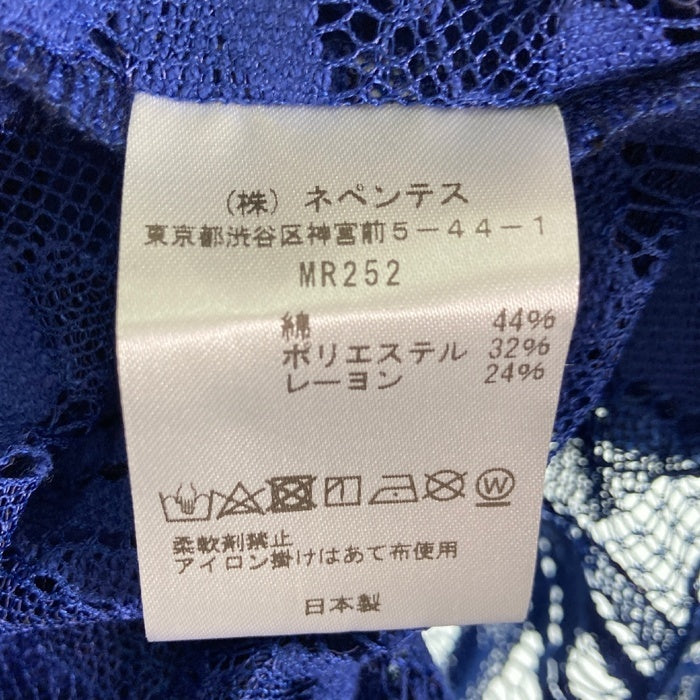 (株) ネペンテス
東京都渋谷区神宮前5-44-1
MR252
綿 44%
ポリエステル 32%
レーヨン 24%
W
柔軟剤禁止
アイロン掛けはあて布使用
日本製